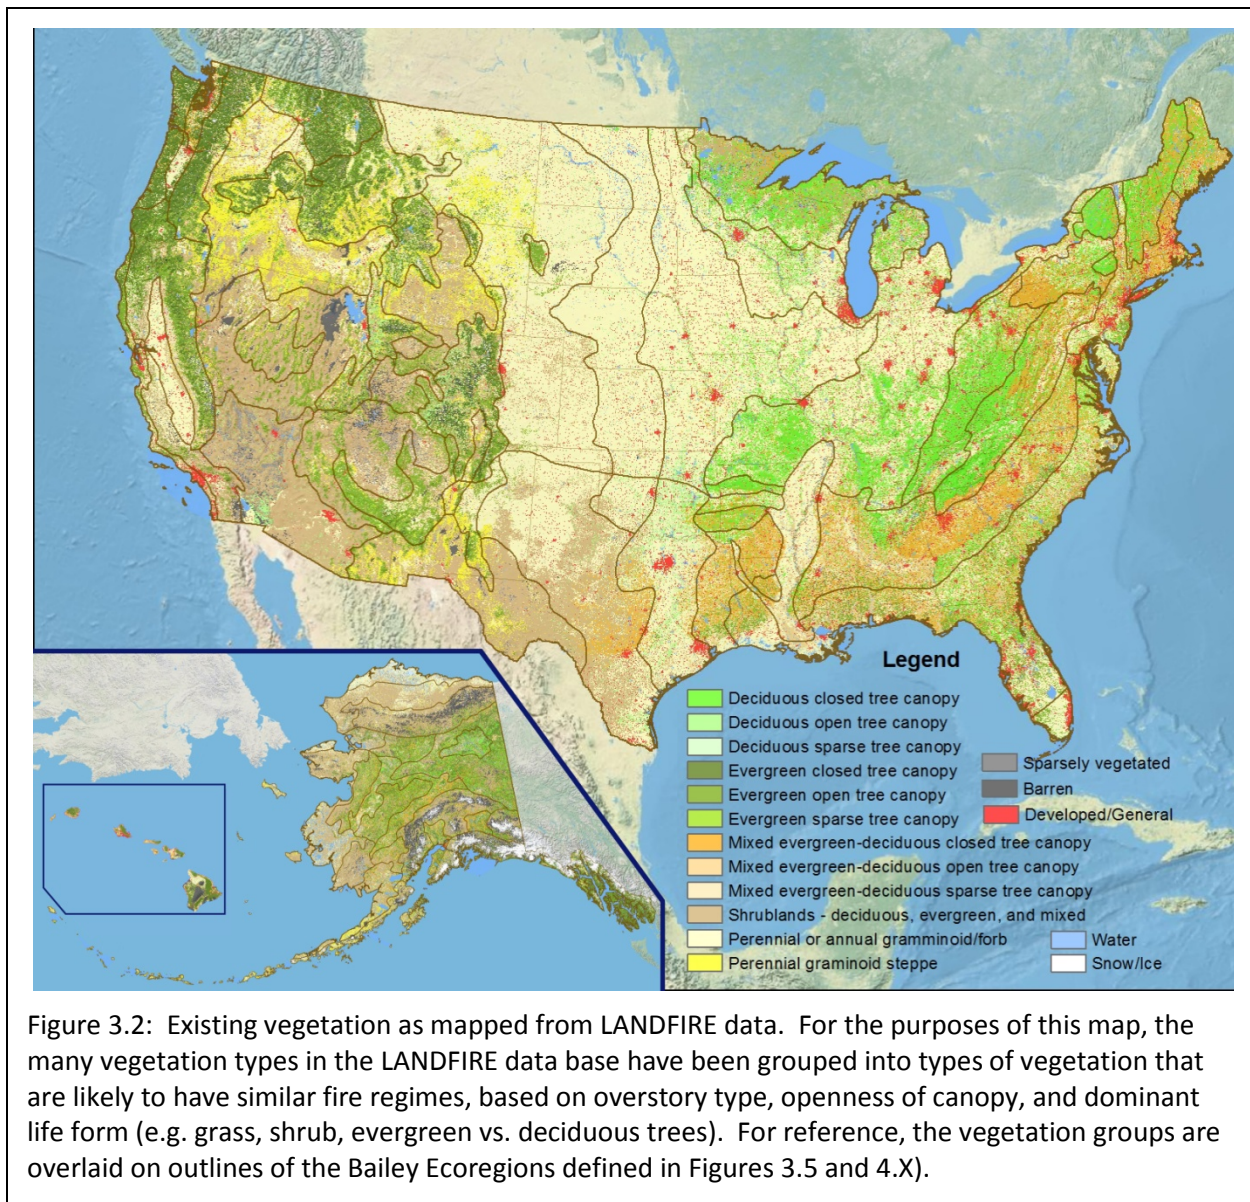 Legend
Deciduous closed tree canopy
Deciduous open tree canopy
Deciduous sparse tree canopy
Evergreen closed tree canopy
Evergreen open tree canopy
Evergreen sparse tree canopy
Mixed evergreen-deciduous closed tree canopy
Mixed evergreen-deciduous open tree canopy
Mixed evergreen-deciduous sparse tree canopy
Shrublands - deciduous, evergreen, and mixed
Perennial or annual gramminoid/forb
Perennial graminoid steppe
Sparsely vegetated
Barren
Developed/General
Water
Snow/Ice
Figure 3.2:  Existing vegetation as mapped from LANDFIRE data.  For the purposes of this map, the
many vegetation types in the LANDFIRE data base have been grouped into types of vegetation that
are likely to have similar fire regimes, based on overstory type, openness of canopy, and dominant
life form (e.g. grass, shrub, evergreen vs. deciduous trees).  For reference, the vegetation groups are
overlaid on outlines of the Bailey Ecoregions defined in Figures 3.5 and 4.X).